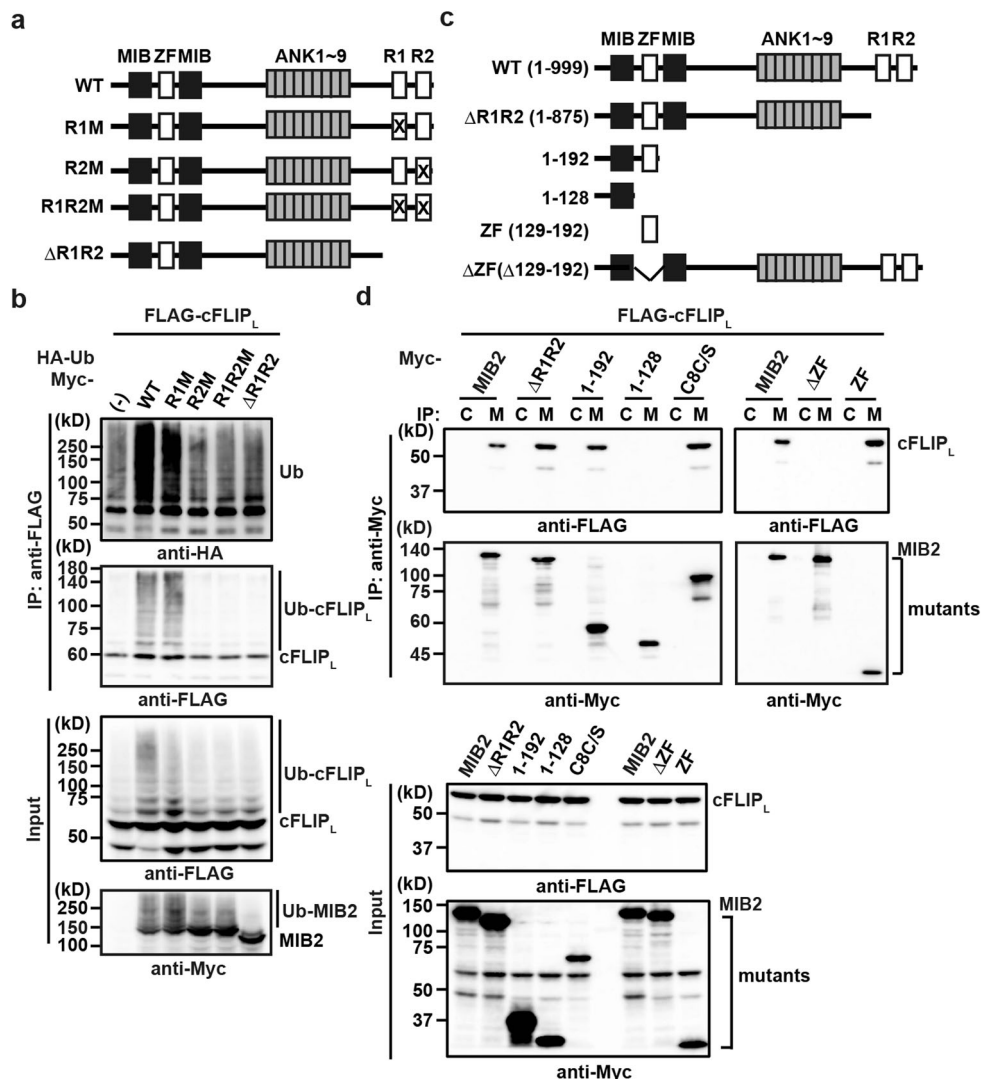 a
MIB ZF MIB ANK1~9 R1 R2
WT
R1M X
R2M X
R1R2M X X
ΔR1R2
b
FLAG-cFLIPL
HA-Ub
Myc-
(-) WT R1M R2M R1R2M ΔR1R2
IP: anti-FLAG
(kD)
250
150
100
75
50
Ub
anti-HA
(kD)
180
140
100
75
60
Ub-cFLIPL
cFLIPL
anti-FLAG
Input
(kD)
250
150
100
75
50
Ub-cFLIPL
cFLIPL
anti-FLAG
(kD)
250
150
100
Ub-MIB2
MIB2
anti-Myc
c
MIB ZF MIB ANK1~9 R1R2
WT (1-999)
ΔR1R2 (1-875)
1-192
1-128
ZF (129-192)
ΔZF(Δ129-192)
d
FLAG-cFLIPL
Myc-
MIB2 ΔR1R2 1-192 1-128 C8C/S MIB2 ΔZF ZF
IP: C M C M C M C M C M C M C M C M
IP: anti-Myc
(kD)
50
37
cFLIPL
anti-FLAG anti-FLAG
(kD)
140
100
75
60
45
MIB2
mutants
anti-Myc anti-Myc
MIB2 ΔR1R2 1-192 1-128 C8C/S MIB2 ΔZF ZF
Input
(kD)
50
37
cFLIPL
anti-FLAG
(kD)
150
100
75
50
37
MIB2
mutants
anti-Myc